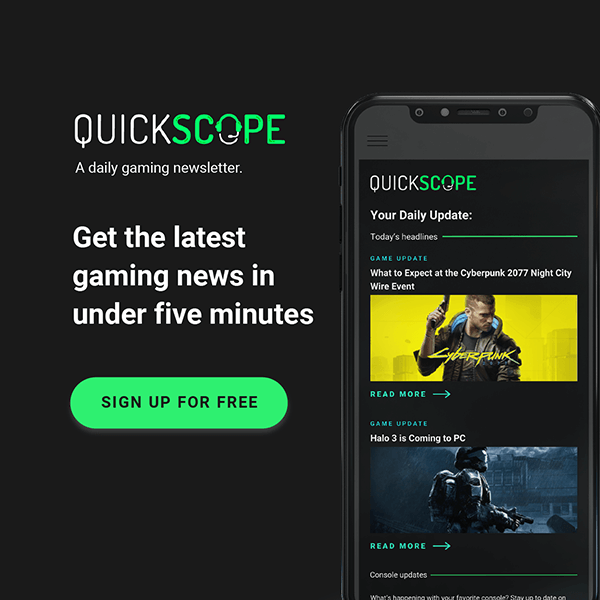 QUICKSCOPE
A daily gaming newsletter.
Get the latest
gaming news in
under five minutes
SIGN UP FOR FREE
QUICKSCOPE
Your Daily Update:
Today's headlines
GAME UPDATE
What to Expect at the Cyberpunk 2077 Night City
Wire Event
CYBERPUNK
READ MORE
GAME UPDATE
Halo 3 is Coming to PC
READ MORE
Console updates
What's happening with your favorite console? Stay up to date on